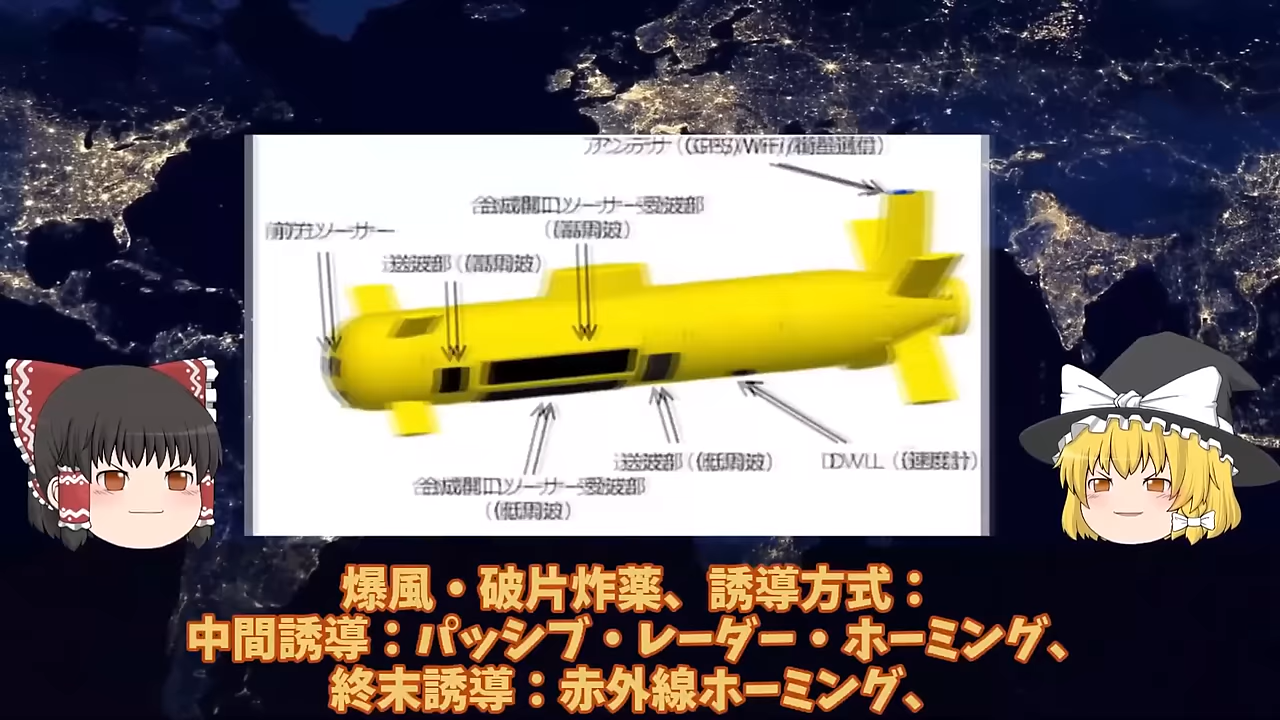 アンテナ（GPS/WiFi/衛星通信）
合成開口ソーナー受波部
（高周波）
前方ソーナー
送波部（高周波）
送波部（低周波）
DVL（速度計）
合成開口ソーナー受波部
（低周波）
爆風・破片炸薬、誘導方式：
中間誘導：パッシブ・レーダー・ホーミング、
終末誘導：赤外線ホーミング、